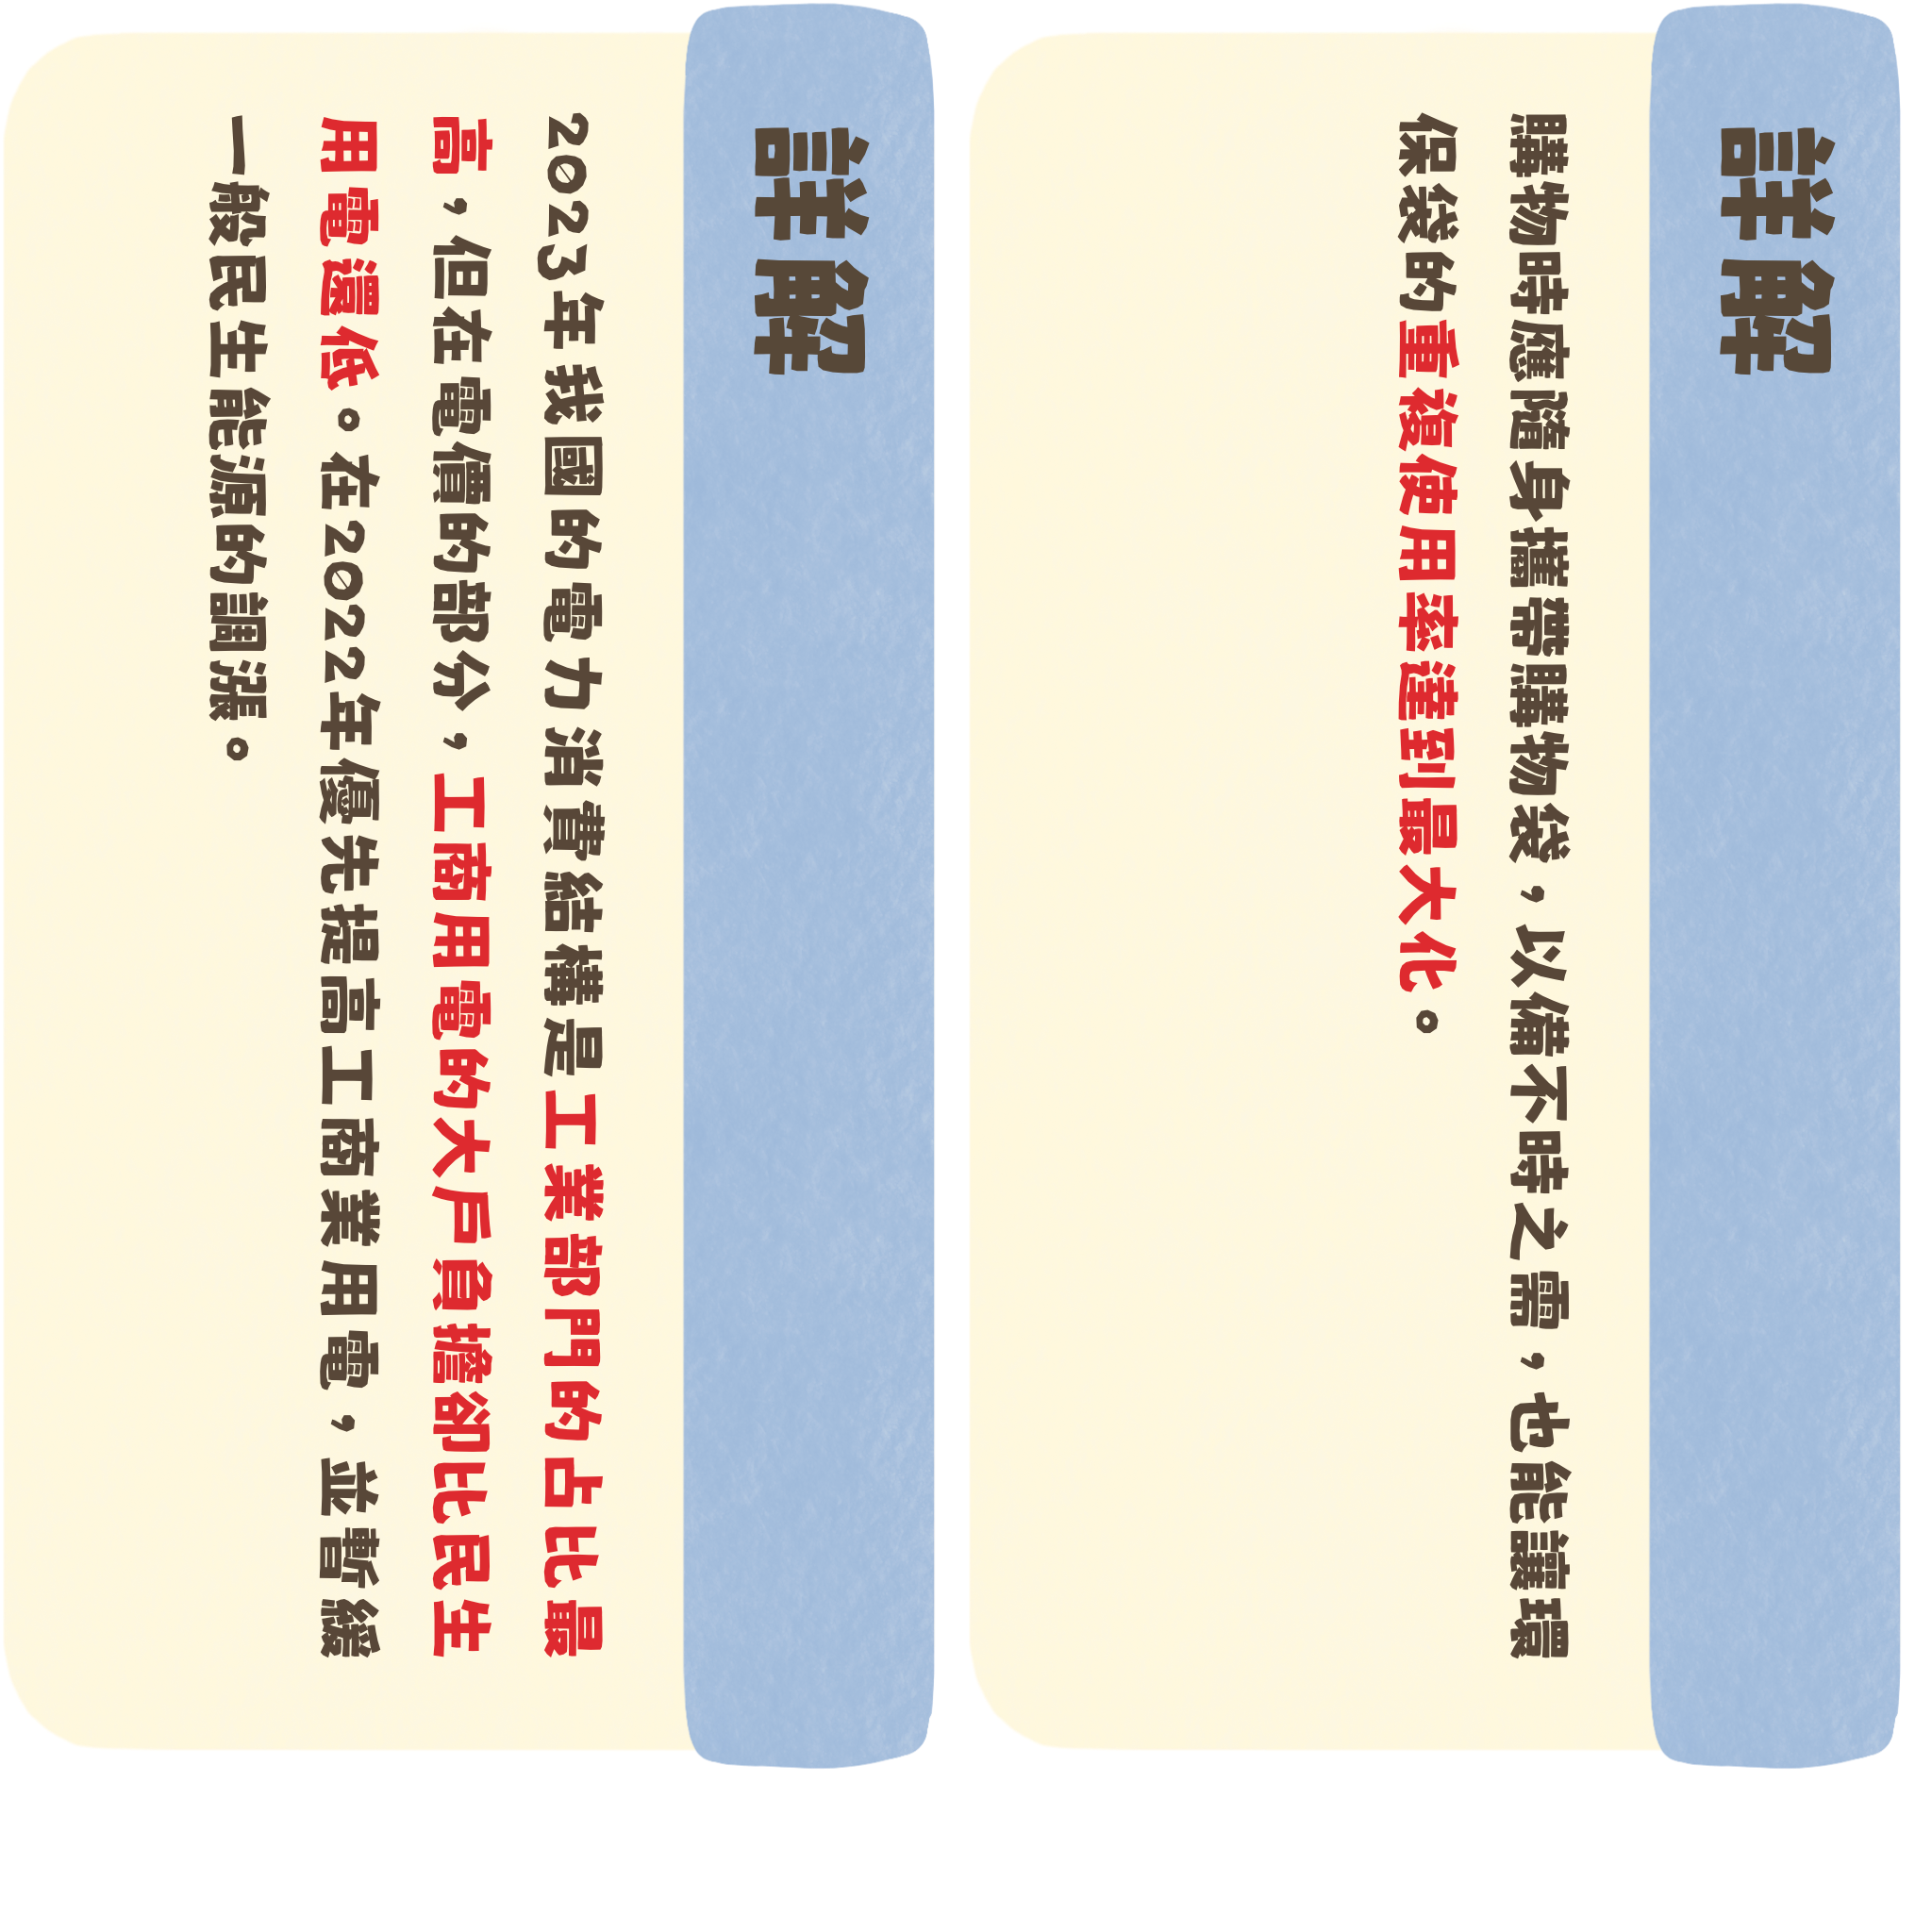 詳解
購物時應隨身攜帶購物袋，以備不時之需，也能讓環
保袋的重複使用率達到最大化。
詳解
2023年我國的電力消費結構是工業部門的占比最
高，但在電價的部分，工商用電的大戶負擔卻比民生
用電還低。在2022年優先提高工商業用電，並暫緩
一般民生能源的調漲。